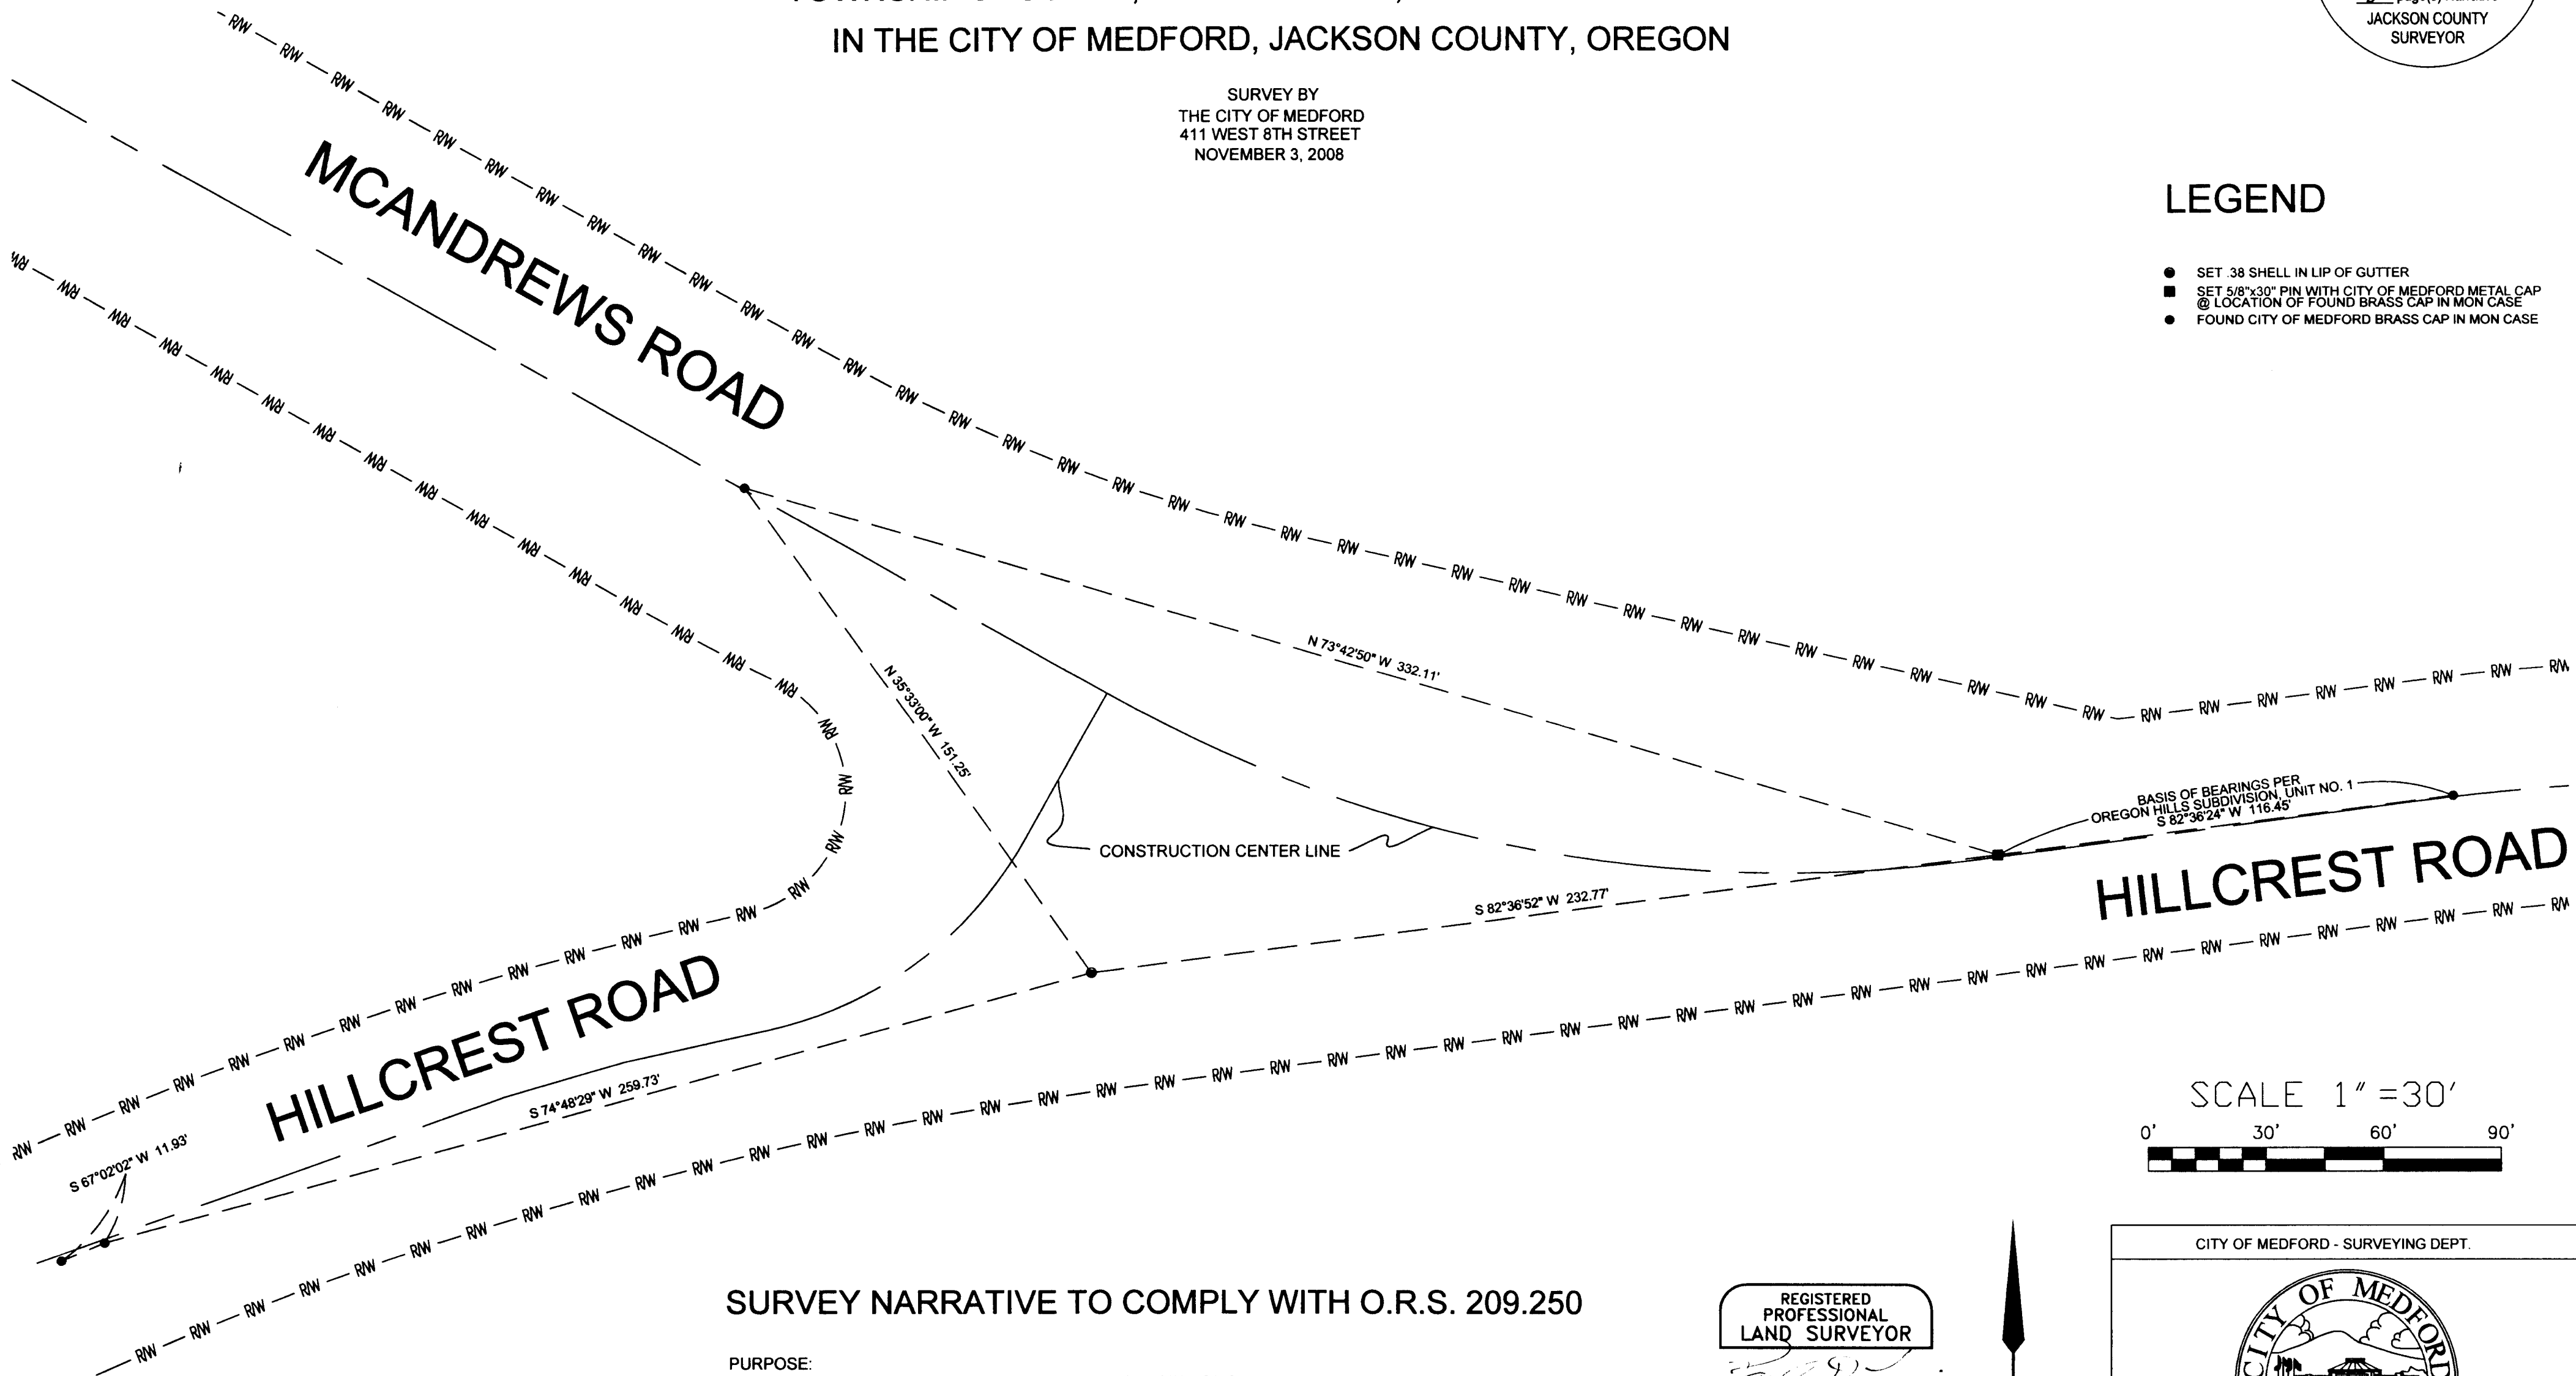 IN THE CITY OF MEDFORD, JACKSON COUNTY, OREGON
JACKSON COUNTY
SURVEYOR
SURVEY BY
THE CITY OF MEDFORD
411 WEST 8TH STREET
NOVEMBER 3, 2008
LEGEND
SET .38 SHELL IN LIP OF GUTTER
SET 5/8"x30" PIN WITH CITY OF MEDFORD METAL CAP
@ LOCATION OF FOUND BRASS CAP IN MON CASE
FOUND CITY OF MEDFORD BRASS CAP IN MON CASE
MCANDREWS ROAD
N 73°42'50" W 332.11'
N 35°33'00" W 151.25'
CONSTRUCTION CENTER LINE
BASIS OF BEARINGS PER
OREGON HILLS SUBDIVISION, UNIT NO. 1
S 82°36'24" W 116.45'
HILLCREST ROAD
S 82°36'52" W 232.77'
HILLCREST ROAD
S 74°48'29" W 259.73'
S 67°02'02" W 11.93'
R/W
SCALE 1" =30'
0' 30' 60' 90'
CITY OF MEDFORD - SURVEYING DEPT.
CITY OF MEDFORD
SURVEY NARRATIVE TO COMPLY WITH O.R.S. 209.250
REGISTERED
PROFESSIONAL
LAND SURVEYOR
PURPOSE: